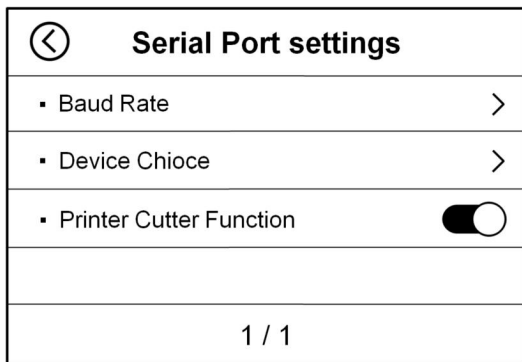 Serial Port settings
▪ Baud Rate
▪ Device Chioce
▪ Printer Cutter Function
1 / 1